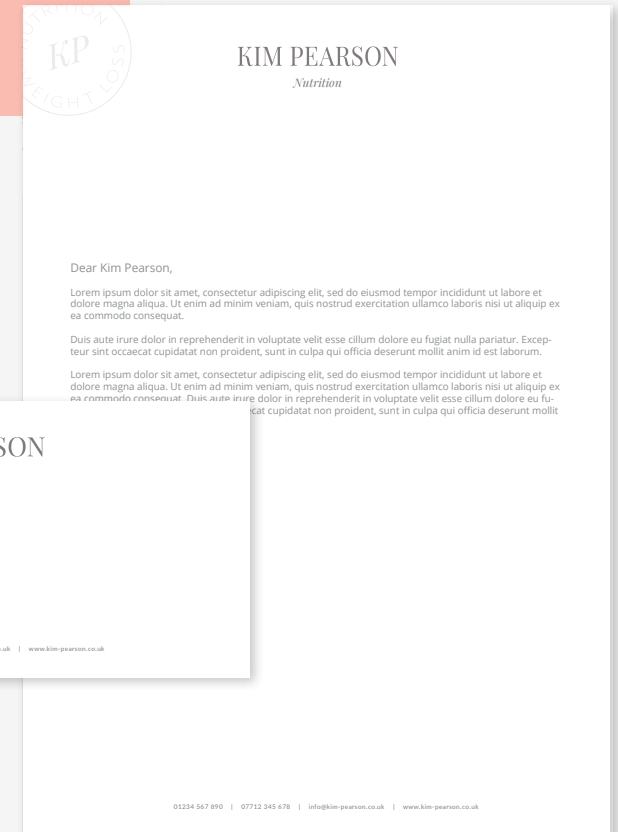 NUTRITION
KP
WEIGHT LOSS
KIM PEARSON
Nutrition
Dear Kim Pearson,
Lorem ipsum dolor sit amet, consectetur adipiscing elit, sed do eiusmod tempor incididunt ut labore et
dolore magna aliqua. Ut enim ad minim veniam, quis nostrud exercitation ullamco laboris nisi ut aliquip ex
ea commodo consequat.
Duis aute irure dolor in reprehenderit in voluptate velit esse cillum dolore eu fugiat nulla pariatur. Excep-
teur sint occaecat cupidatat non proident, sunt in culpa qui officia deserunt mollit anim id est laborum.
Lorem ipsum dolor sit amet, consectetur adipiscing elit, sed do eiusmod tempor incididunt ut labore et
dolore magna aliqua. Ut enim ad minim veniam, quis nostrud exercitation ullamco laboris nisi ut aliquip ex
ea commodo consequat. Duis aute irure dolor in reprehenderit in voluptate velit esse cillum dolore eu fu-
ecat cupidatat non proident, sunt in culpa qui officia deserunt mollit
SON
.uk | www.kim-pearson.co.uk
01234 567 890 | 07712 345 678 | info@kim-pearson.co.uk | www.kim-pearson.co.uk